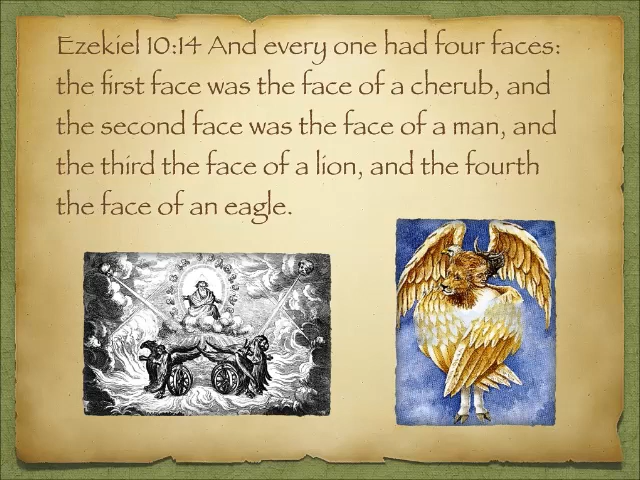 Ezekiel 10:14 And every one had four faces:
the first face was the face of a cherub, and
the second face was the face of a man, and
the third the face of a lion, and the fourth
the face of an eagle.